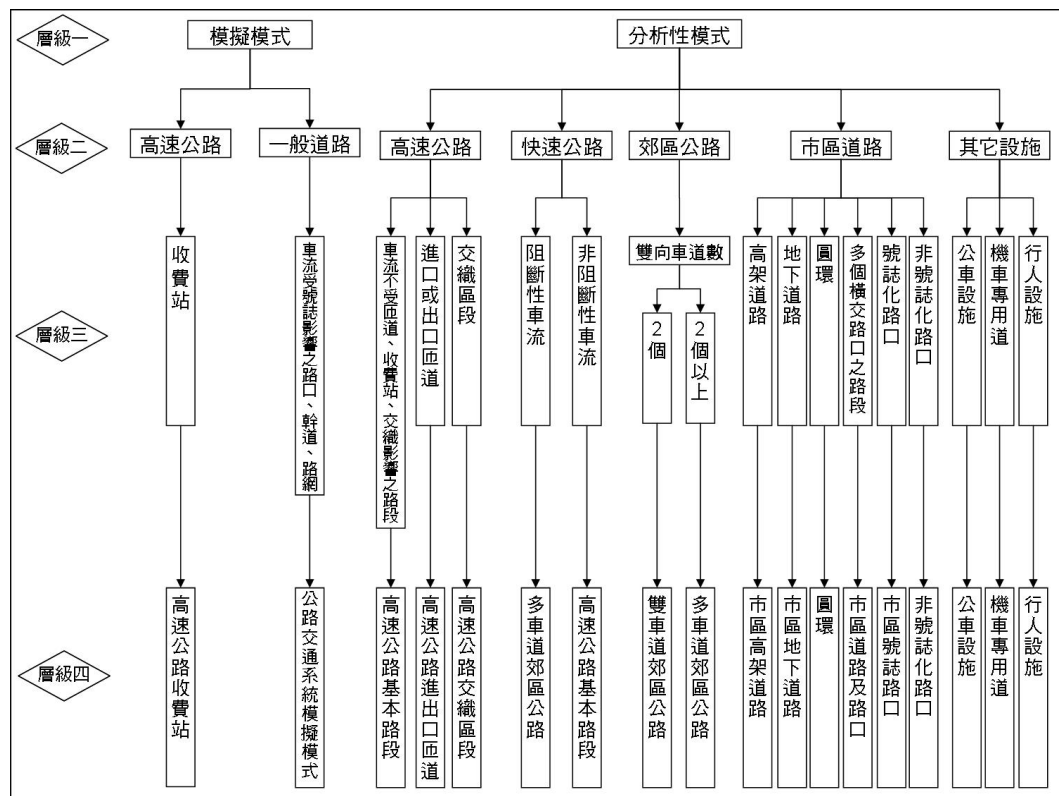 層級一
模擬模式
分析性模式
層級二
高速公路
一般道路
高速公路
快速公路
郊區公路
市區道路
其它設施
層級三
收費站
車流受號誌影響之路口、幹道、路網
車流不受匝道、收費站、交織影響之路段
進口或出口匝道
交織區段
阻斷性車流
非阻斷性車流
雙向車道數
2個
2個以上
高架道路
地下道路
圓環
多個橫交路口之路段
號誌化路口
非號誌化路口
公車設施
機車專用道
行人設施
層級四
高速公路收費站
公路交通系統模擬模式
高速公路基本路段
高速公路進出口匝道
高速公路交織區段
多車道郊區公路
高速公路基本路段
雙車道郊區公路
多車道郊區公路
市區高架道路
市區地下道路
圓環
市區道路及路口
市區號誌路口
非號誌化路口
公車設施
機車專用道
行人設施